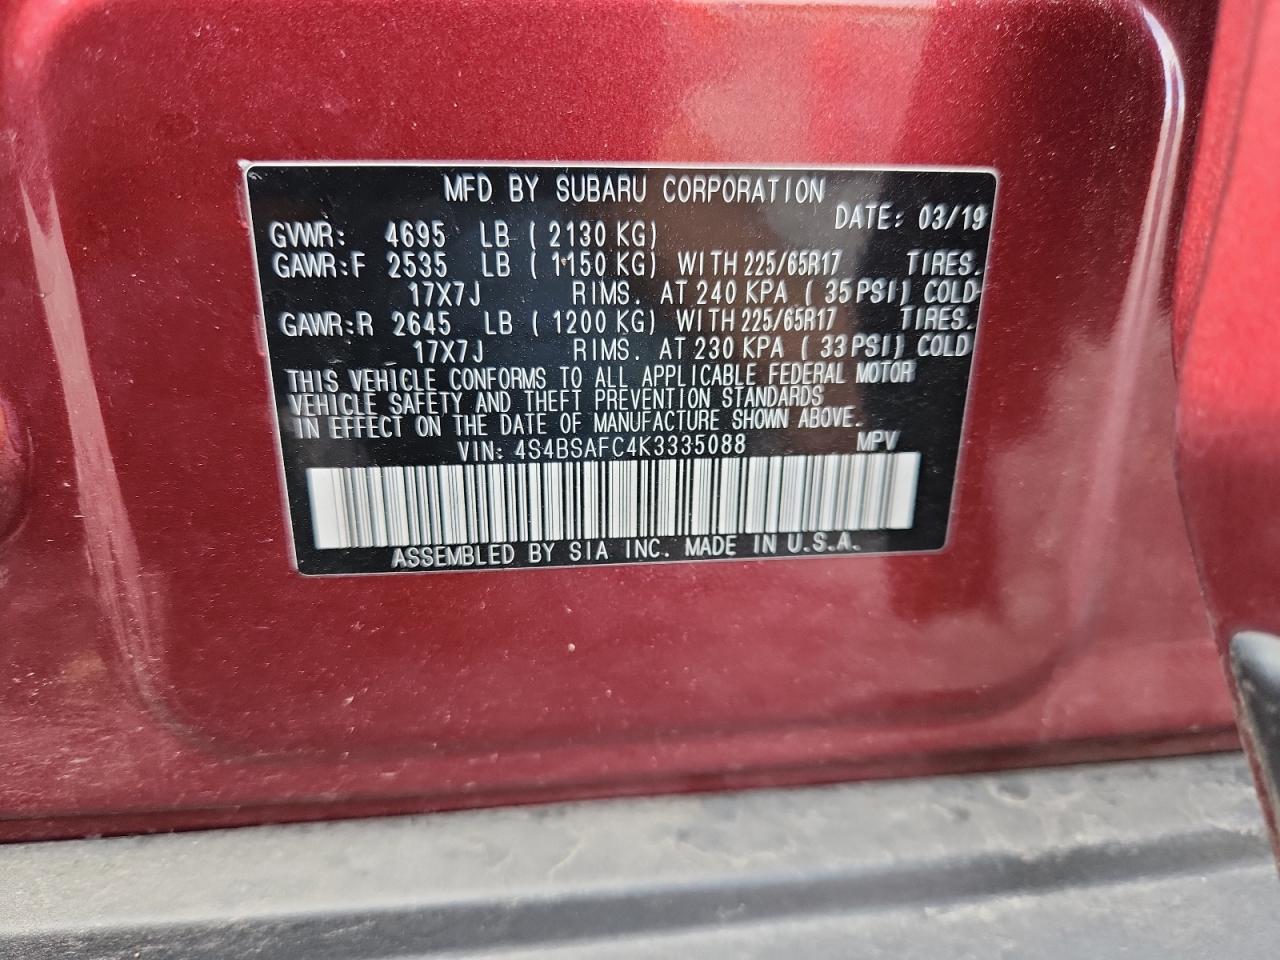 MFD BY SUBARU CORPORATION
DATE: 03/19
GVWR: 4695 LB ( 2130 KG)
GAWR:F 2535 LB ( 1150 KG) WITH 225/65R17 TIRES.
17X7J RIMS. AT 240 KPA ( 35 PSI) COLD
GAWR:R 2645 LB ( 1200 KG) WITH 225/65R17 TIRES.
17X7J RIMS. AT 230 KPA ( 33 PSI) COLD
THIS VEHICLE CONFORMS TO ALL APPLICABLE FEDERAL MOTOR
VEHICLE SAFETY AND THEFT PREVENTION STANDARDS
IN EFFECT ON THE DATE OF MANUFACTURE SHOWN ABOVE.
VIN: 4S4BSAFC4K3335088 MPV
ASSEMBLED BY SIA INC. MADE IN U.S.A.